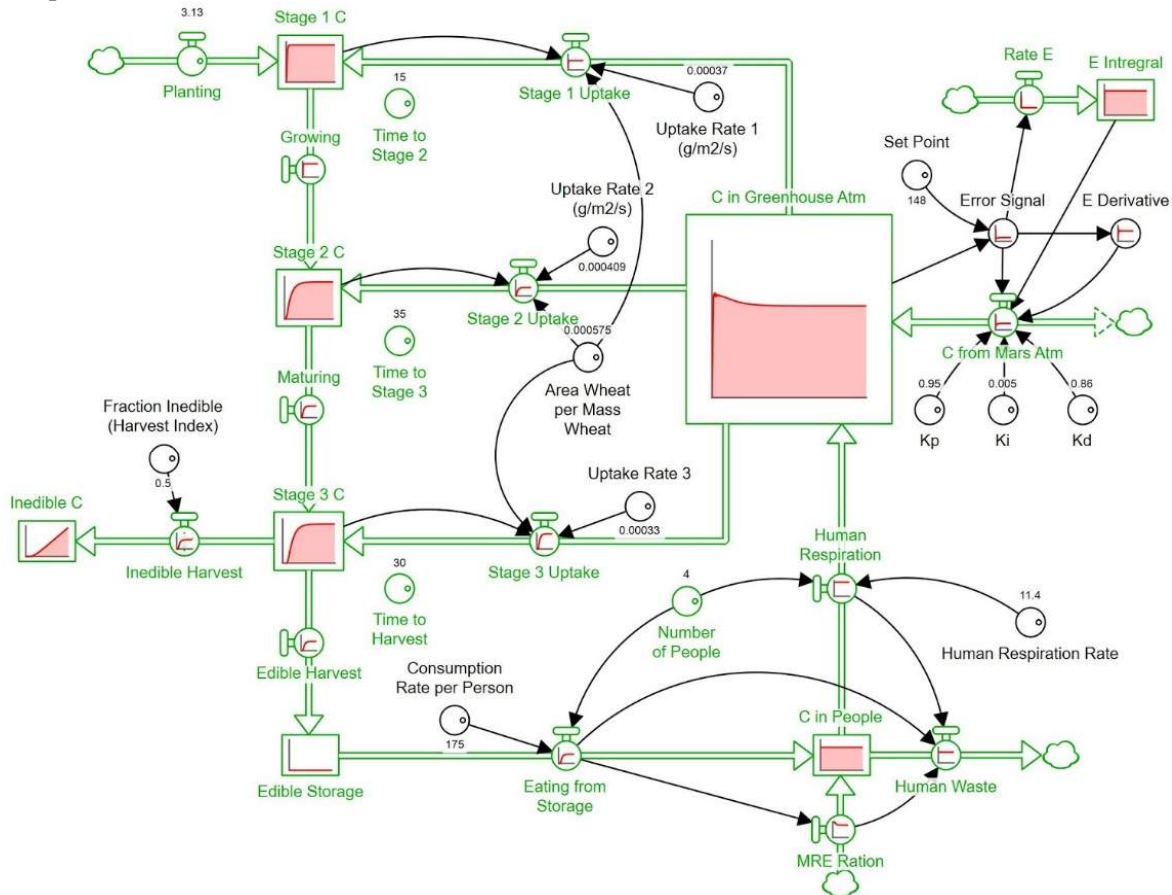 3.13
Planting
Stage 1 C
Stage 1 Uptake
0.00037
Uptake Rate 1
(g/m2/s)
15
Time to
Stage 2
Growing
Rate E
E Intregral
Set Point
148
Error Signal
E Derivative
Uptake Rate 2
(g/m2/s)
0.000409
C in Greenhouse Atm
Stage 2 C
Stage 2 Uptake
35
Time to
Stage 3
0.000575
Area Wheat
per Mass
Wheat
C from Mars Atm
0.95
Kp
0.005
Ki
0.86
Kd
Maturing
Fraction Inedible
(Harvest Index)
0.5
Inedible C
Inedible Harvest
Stage 3 C
Uptake Rate 3
0.00033
Stage 3 Uptake
30
Time to
Harvest
Human
Respiration
4
Number
of People
11.4
Human Respiration Rate
Edible Harvest
Consumption
Rate per Person
175
Edible Storage
Eating from
Storage
C in People
Human Waste
MRE Ration